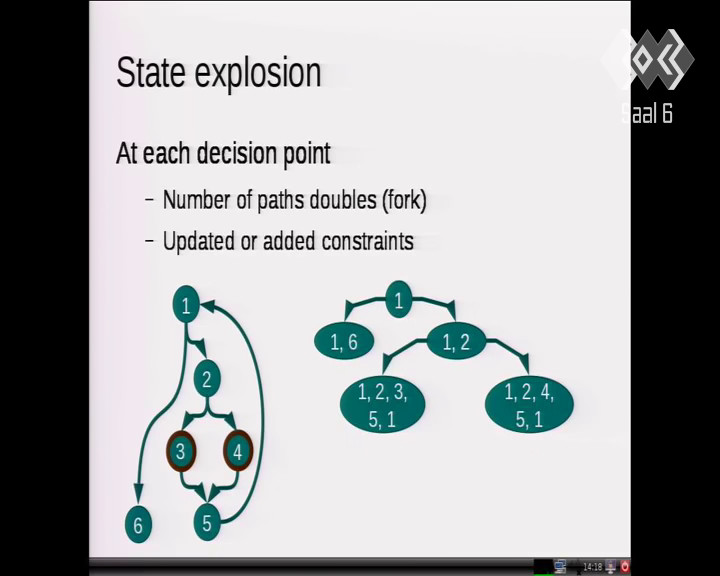 State explosion
Saal 6
At each decision point
– Number of paths doubles (fork)
– Updated or added constraints
1
2
3
4
5
6
1
1, 6
1, 2
1, 2, 3,
5, 1
1, 2, 4,
5, 1
14:18